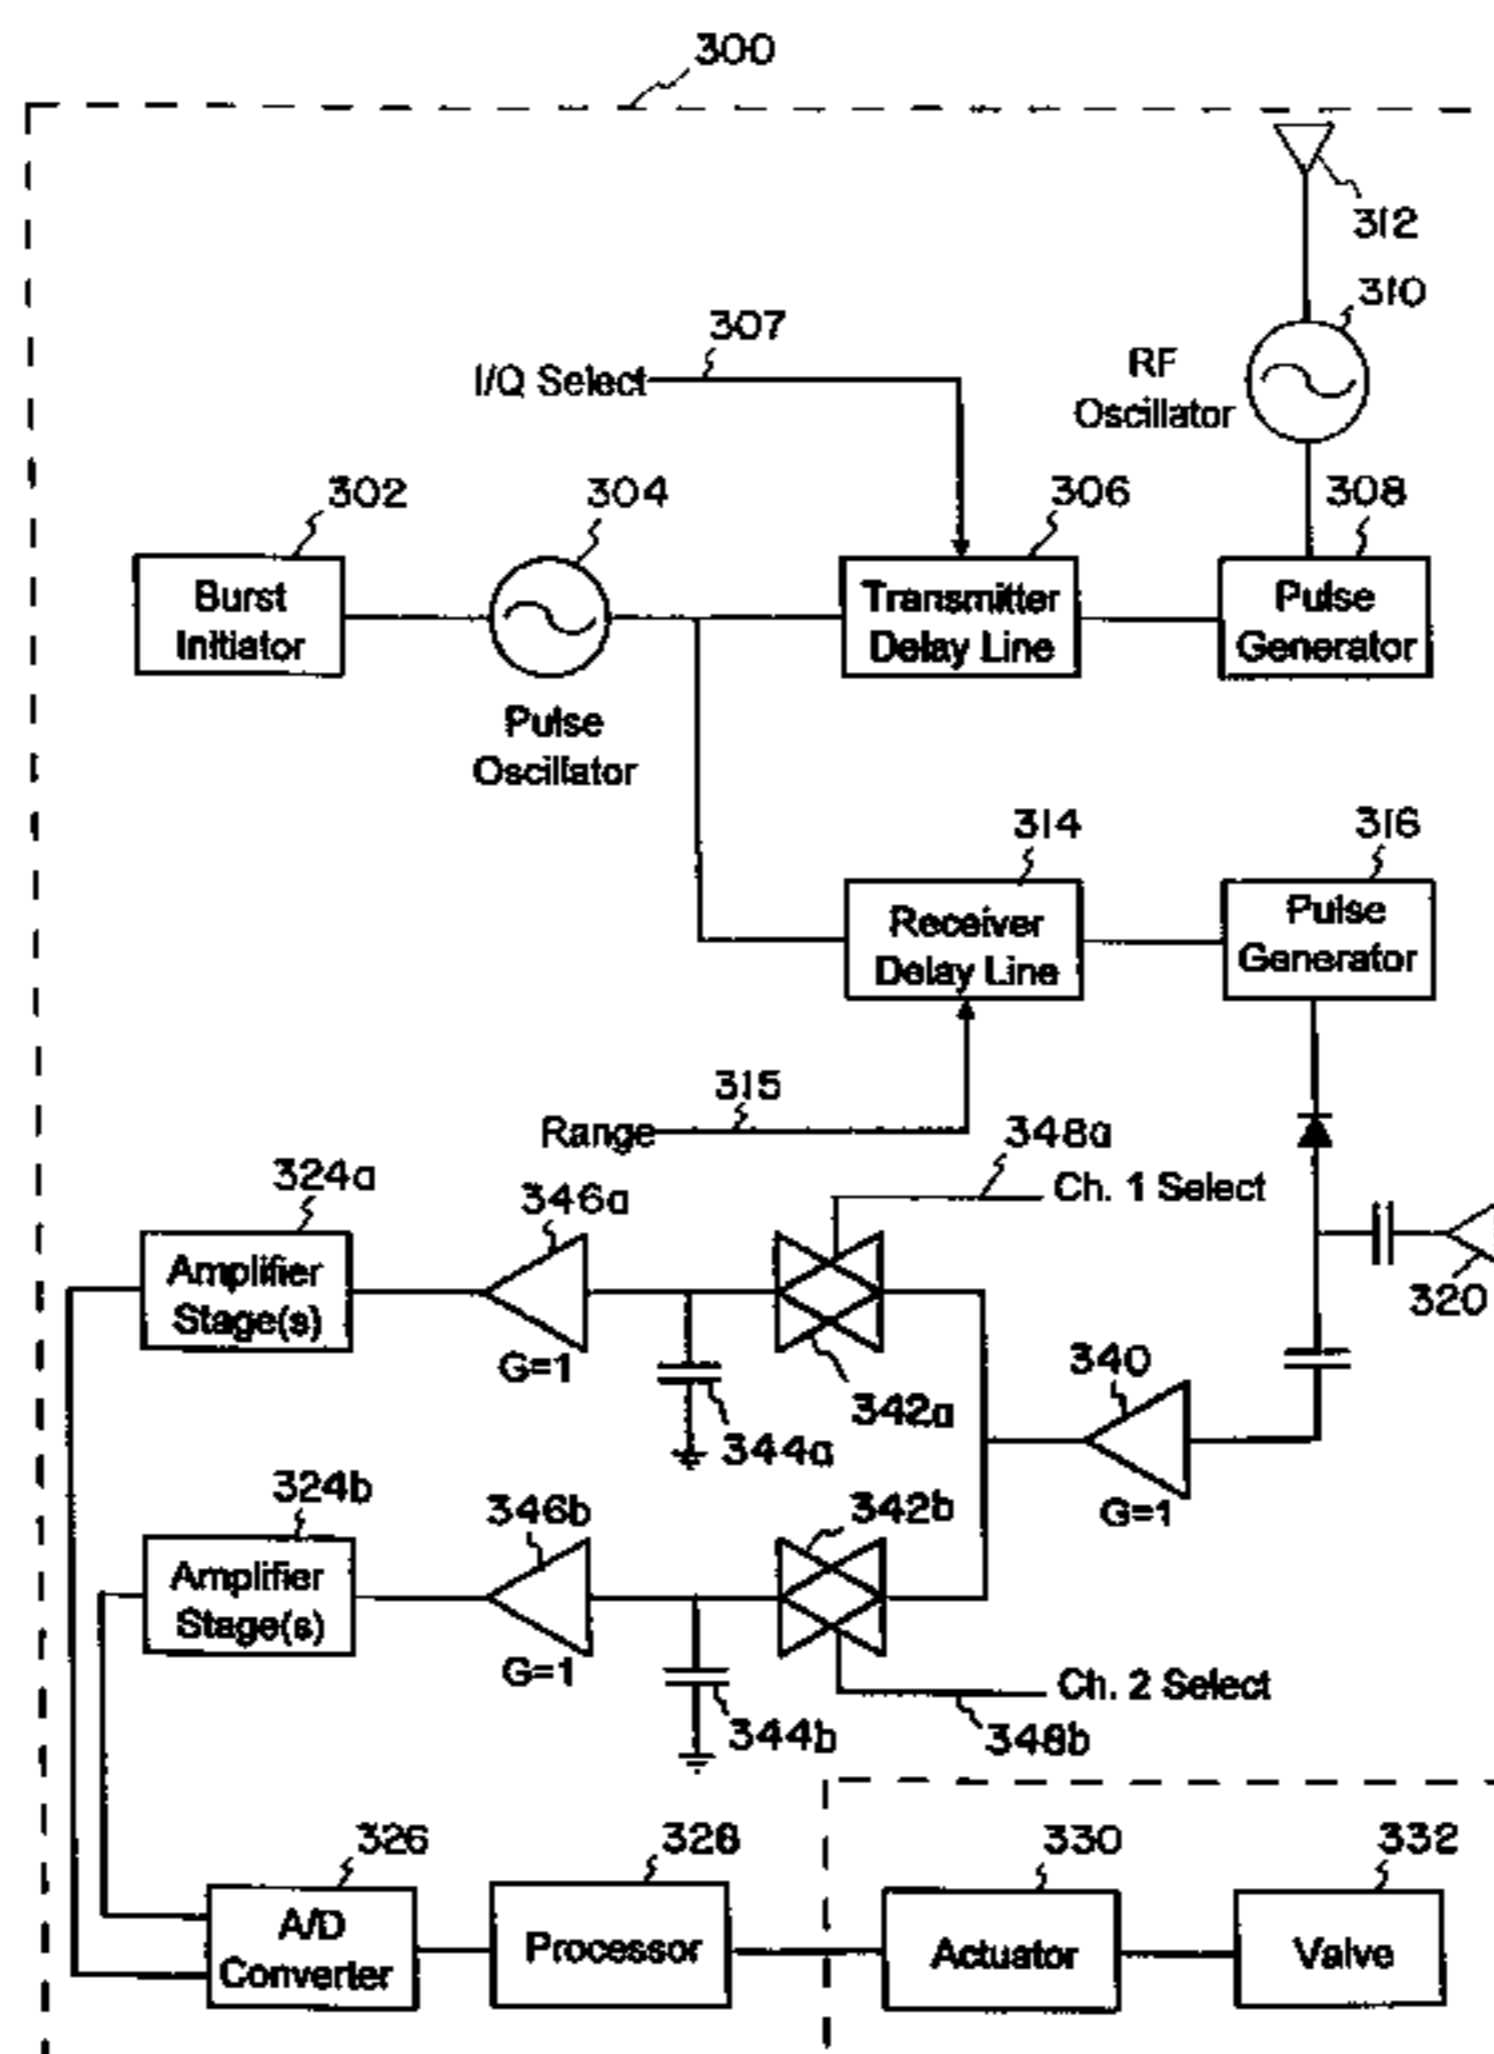 300
312
310
RF
Oscillator
307
I/Q Select
302
304
306
308
Burst
Initiator
Transmitter
Delay Line
Pulse
Generator
Pulse
Oscillator
314
316
Receiver
Delay Line
Pulse
Generator
315
Range
348a
Ch. 1 Select
324a
346a
Amplifier
Stage(s)
G=1
342a
344a
320
340
G=1
324b
346b
342b
Amplifier
Stage(s)
G=1
Ch. 2 Select
344b
348b
326
328
330
332
A/D
Converter
Processor
Actuator
Valve